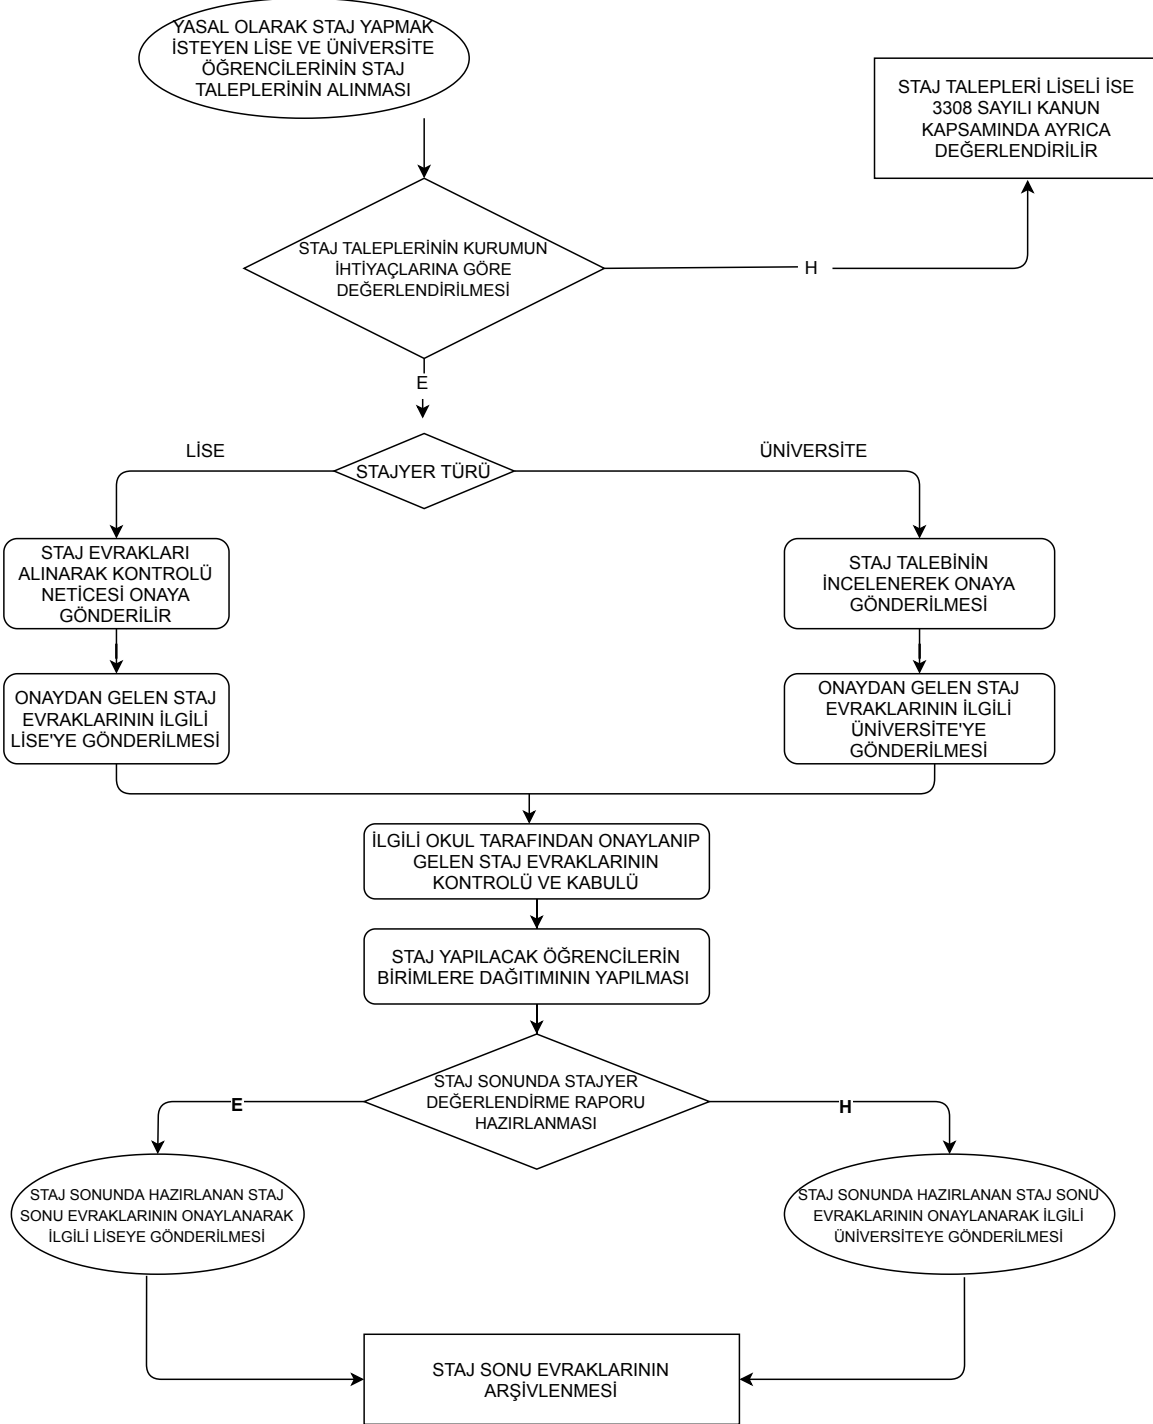 YASAL OLARAK STAJ YAPMAK
İSTEYEN LİSE VE ÜNİVERSİTE
ÖĞRENCİLERİNİN STAJ
TALEPLERİNİN ALINMASI
STAJ TALEPLERİ LİSELİ İSE
3308 SAYILI KANUN
KAPSAMINDA AYRICA
DEĞERLENDİRİLİR
STAJ TALEPLERİNİN KURUMUN
İHTİYAÇLARINA GÖRE
DEĞERLENDİRİLMESİ
H
E
LİSE
STAJYER TÜRÜ
ÜNİVERSİTE
STAJ EVRAKLARI
ALINARAK KONTROLÜ
NETİCESİ ONAYA
GÖNDERİLİR
STAJ TALEBİNİN
İNCELENEREK ONAYA
GÖNDERİLMESİ
ONAYDAN GELEN STAJ
EVRAKLARININ İLGİLİ
LİSE'YE GÖNDERİLMESİ
ONAYDAN GELEN STAJ
EVRAKLARININ İLGİLİ
ÜNİVERSİTE'YE
GÖNDERİLMESİ
İLGİLİ OKUL TARAFINDAN ONAYLANIP
GELEN STAJ EVRAKLARININ
KONTROLÜ VE KABULÜ
STAJ YAPILACAK ÖĞRENCİLERİN
BİRİMLERE DAĞITIMININ YAPILMASI
STAJ SONUNDA STAJYER
DEĞERLENDİRME RAPORU
HAZIRLANMASI
E
H
STAJ SONUNDA HAZIRLANAN STAJ
SONU EVRAKLARININ ONAYLANARAK
İLGİLİ LİSEYE GÖNDERİLMESİ
STAJ SONUNDA HAZIRLANAN STAJ SONU
EVRAKLARININ ONAYLANARAK İLGİLİ
ÜNİVERSİTEYE GÖNDERİLMESİ
STAJ SONU EVRAKLARININ
ARŞİVLENMESİ